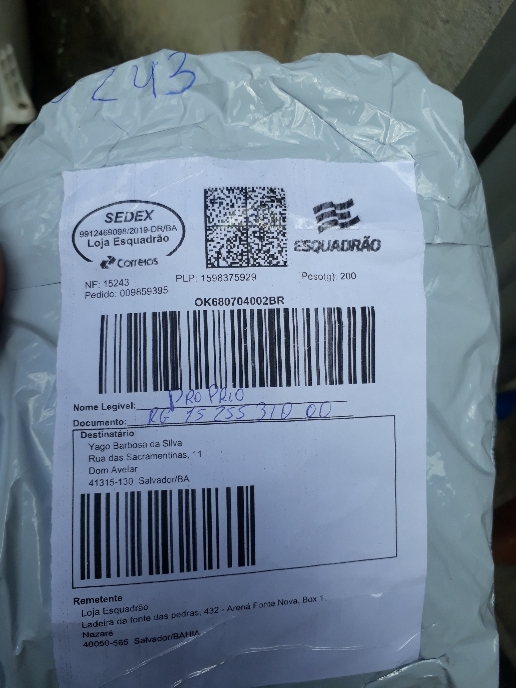 243
SEDEX
9912469098/2019-DR/BA
Loja Esquadrão
Correios
ESQUADRÃO
NF: 15243
PLP: 1598375929
Peso(g): 200
Pedido: 009859395
OK680704002BR
Nome Legível: PROPRIO
Documento: RG 15 255 310 00
Destinatário
Yago Barbosa da Silva
Rua das Sacramentinas, 11
Dom Avelar
41315-130 Salvador/BA
Remetente
Loja Esquadrão
Ladeira da fonte das pedras, 432 - Arena Fonte Nova, Box 1
Nazaré
40050-565 Salvador/BAHIA